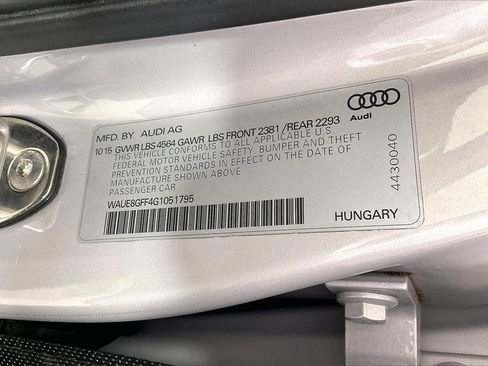 MFD. BY AUDI AG
Audi
10 15 GVWR LBS 4564 GAWR LBS FRONT 2381 /REAR 2293
THIS VEHICLE CONFORMS TO ALL APPLICABLE U.S.
FEDERAL MOTOR VEHICLE SAFETY, BUMPER AND THEFT
PREVENTION STANDARDS IN EFFECT ON THE DATE OF
MANUFACTURE SHOWN ABOVE
PASSENGER CAR
WAUE8GFF4G1051795
4430040
HUNGARY